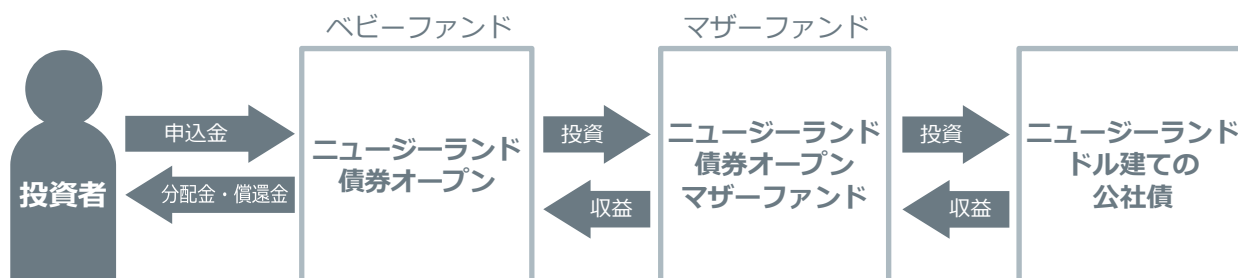 ベビーファンド
マザーファンド
投資者
申込金
分配金・償還金
ニュージーランド
債券オープン
投資
収益
ニュージーランド
債券オープン
マザーファンド
投資
収益
ニュージーランド
ドル建ての
公社債